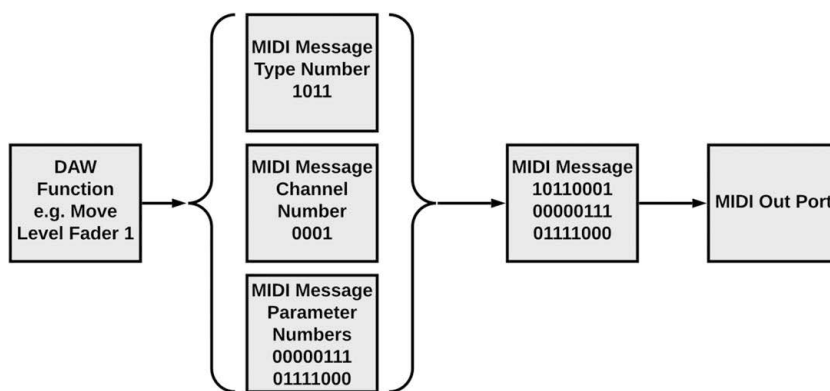 DAW
Function
e.g. Move
Level Fader 1
MIDI Message
Type Number
1011
MIDI Message
Channel
Number
0001
MIDI Message
Parameter
Numbers
00000111
01111000
MIDI Message
10110001
00000111
01111000
MIDI Out Port